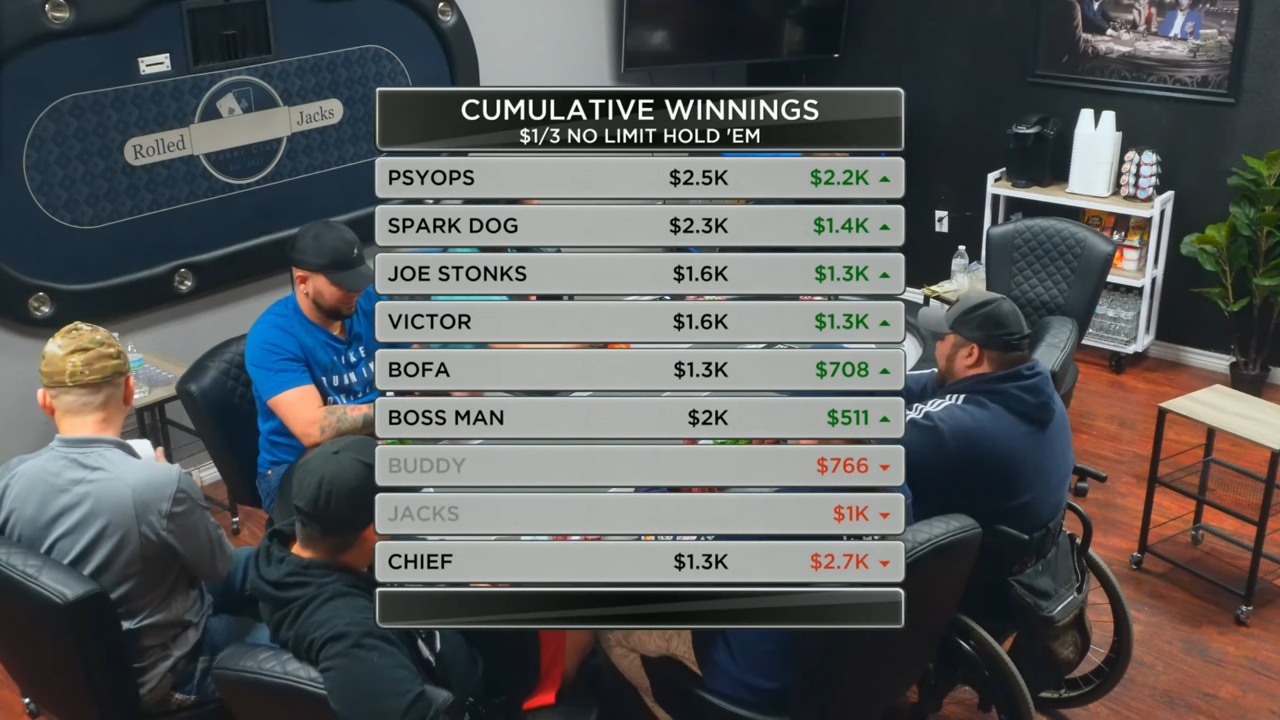 Rolled Jacks
CUMULATIVE WINNINGS
$1/3 NO LIMIT HOLD 'EM
PSYOPS $2.5K $2.2K
SPARK DOG $2.3K $1.4K
JOE STONKS $1.6K $1.3K
VICTOR $1.6K $1.3K
BOFA $1.3K $708
BOSS MAN $2K $511
BUDDY $766
JACKS $1K
CHIEF $1.3K $2.7K